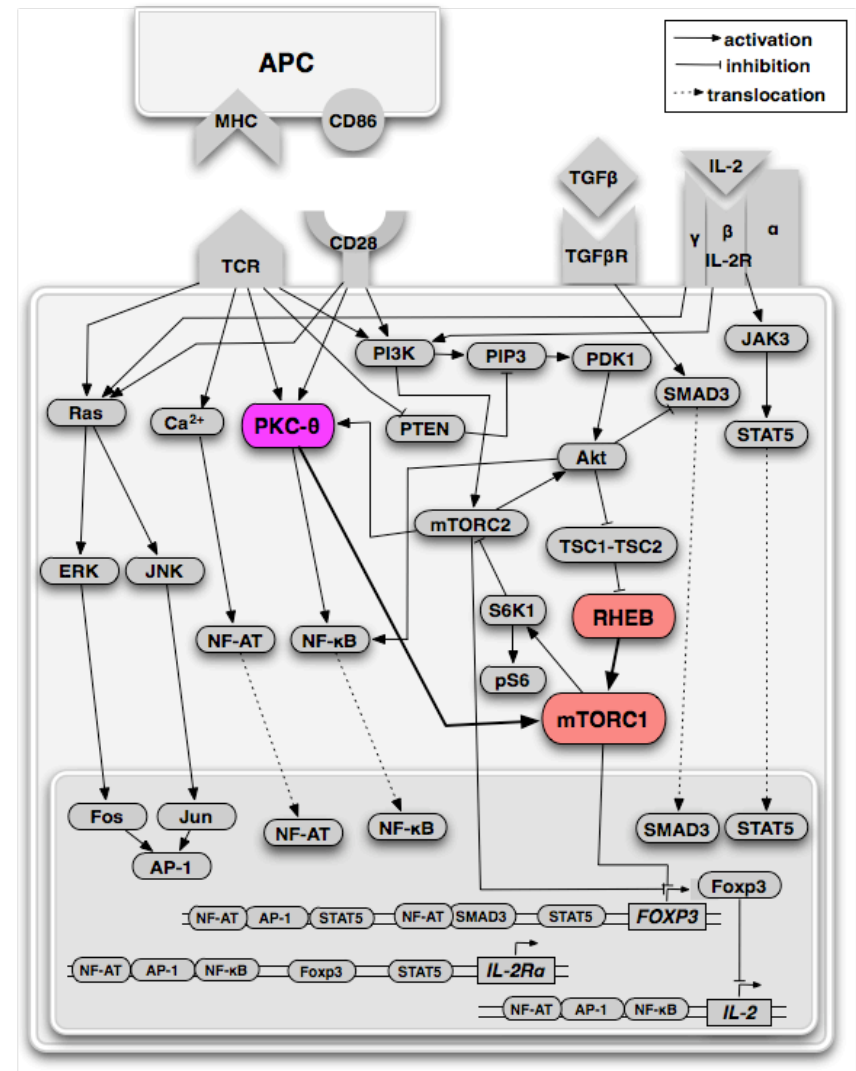 APC
activation
inhibition
translocation
MHC
CD86
TGFβ
IL-2
TCR
CD28
TGFβR
γ
β
α
IL-2R
PI3K
PIP3
PDK1
JAK3
SMAD3
Ras
Ca²⁺
PKC-θ
PTEN
STAT5
Akt
mTORC2
TSC1-TSC2
ERK
JNK
S6K1
RHEB
NF-AT
NF-κB
pS6
mTORC1
Fos
Jun
NF-AT
NF-κB
SMAD3
STAT5
AP-1
Foxp3
NF-AT AP-1 STAT5 NF-AT SMAD3 STAT5 FOXP3
NF-AT AP-1 NF-κB Foxp3 STAT5 IL-2Rα
NF-AT AP-1 NF-κB IL-2